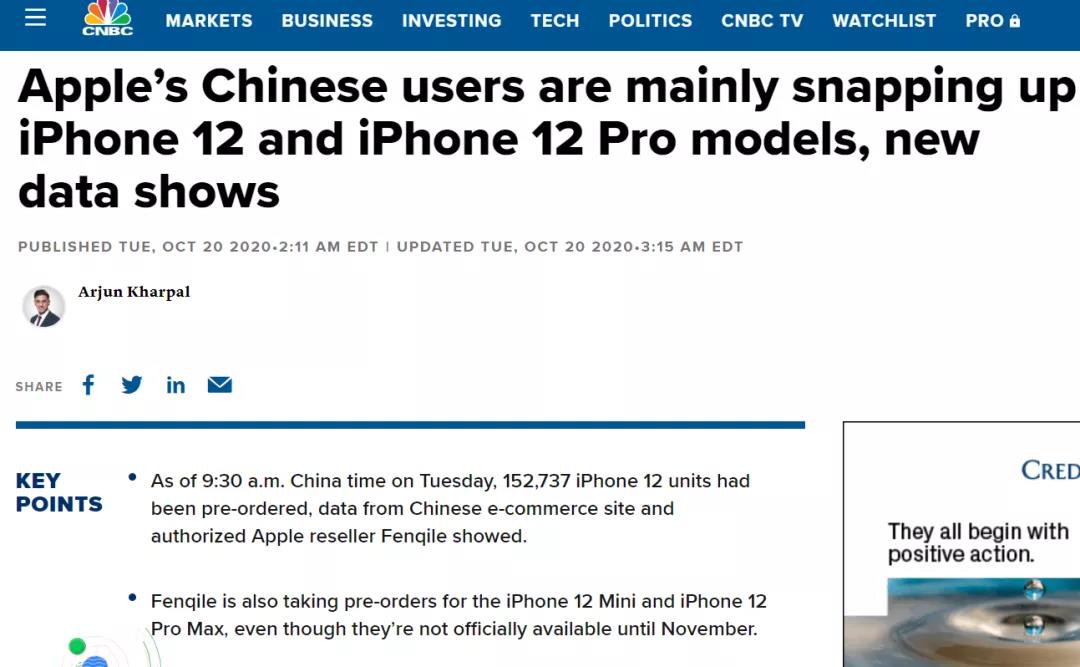 CNBC
MARKETS BUSINESS INVESTING TECH POLITICS CNBC TV WATCHLIST PRO
Apple’s Chinese users are mainly snapping up
iPhone 12 and iPhone 12 Pro models, new
data shows
PUBLISHED TUE, OCT 20 2020•2:11 AM EDT | UPDATED TUE, OCT 20 2020•3:15 AM EDT
Arjun Kharpal
SHARE
KEY
POINTS
As of 9:30 a.m. China time on Tuesday, 152,737 iPhone 12 units had
been pre-ordered, data from Chinese e-commerce site and
authorized Apple reseller Fenqile showed.
Fenqile is also taking pre-orders for the iPhone 12 Mini and iPhone 12
Pro Max, even though they’re not officially available until November.
CRED
They all begin with
positive action.